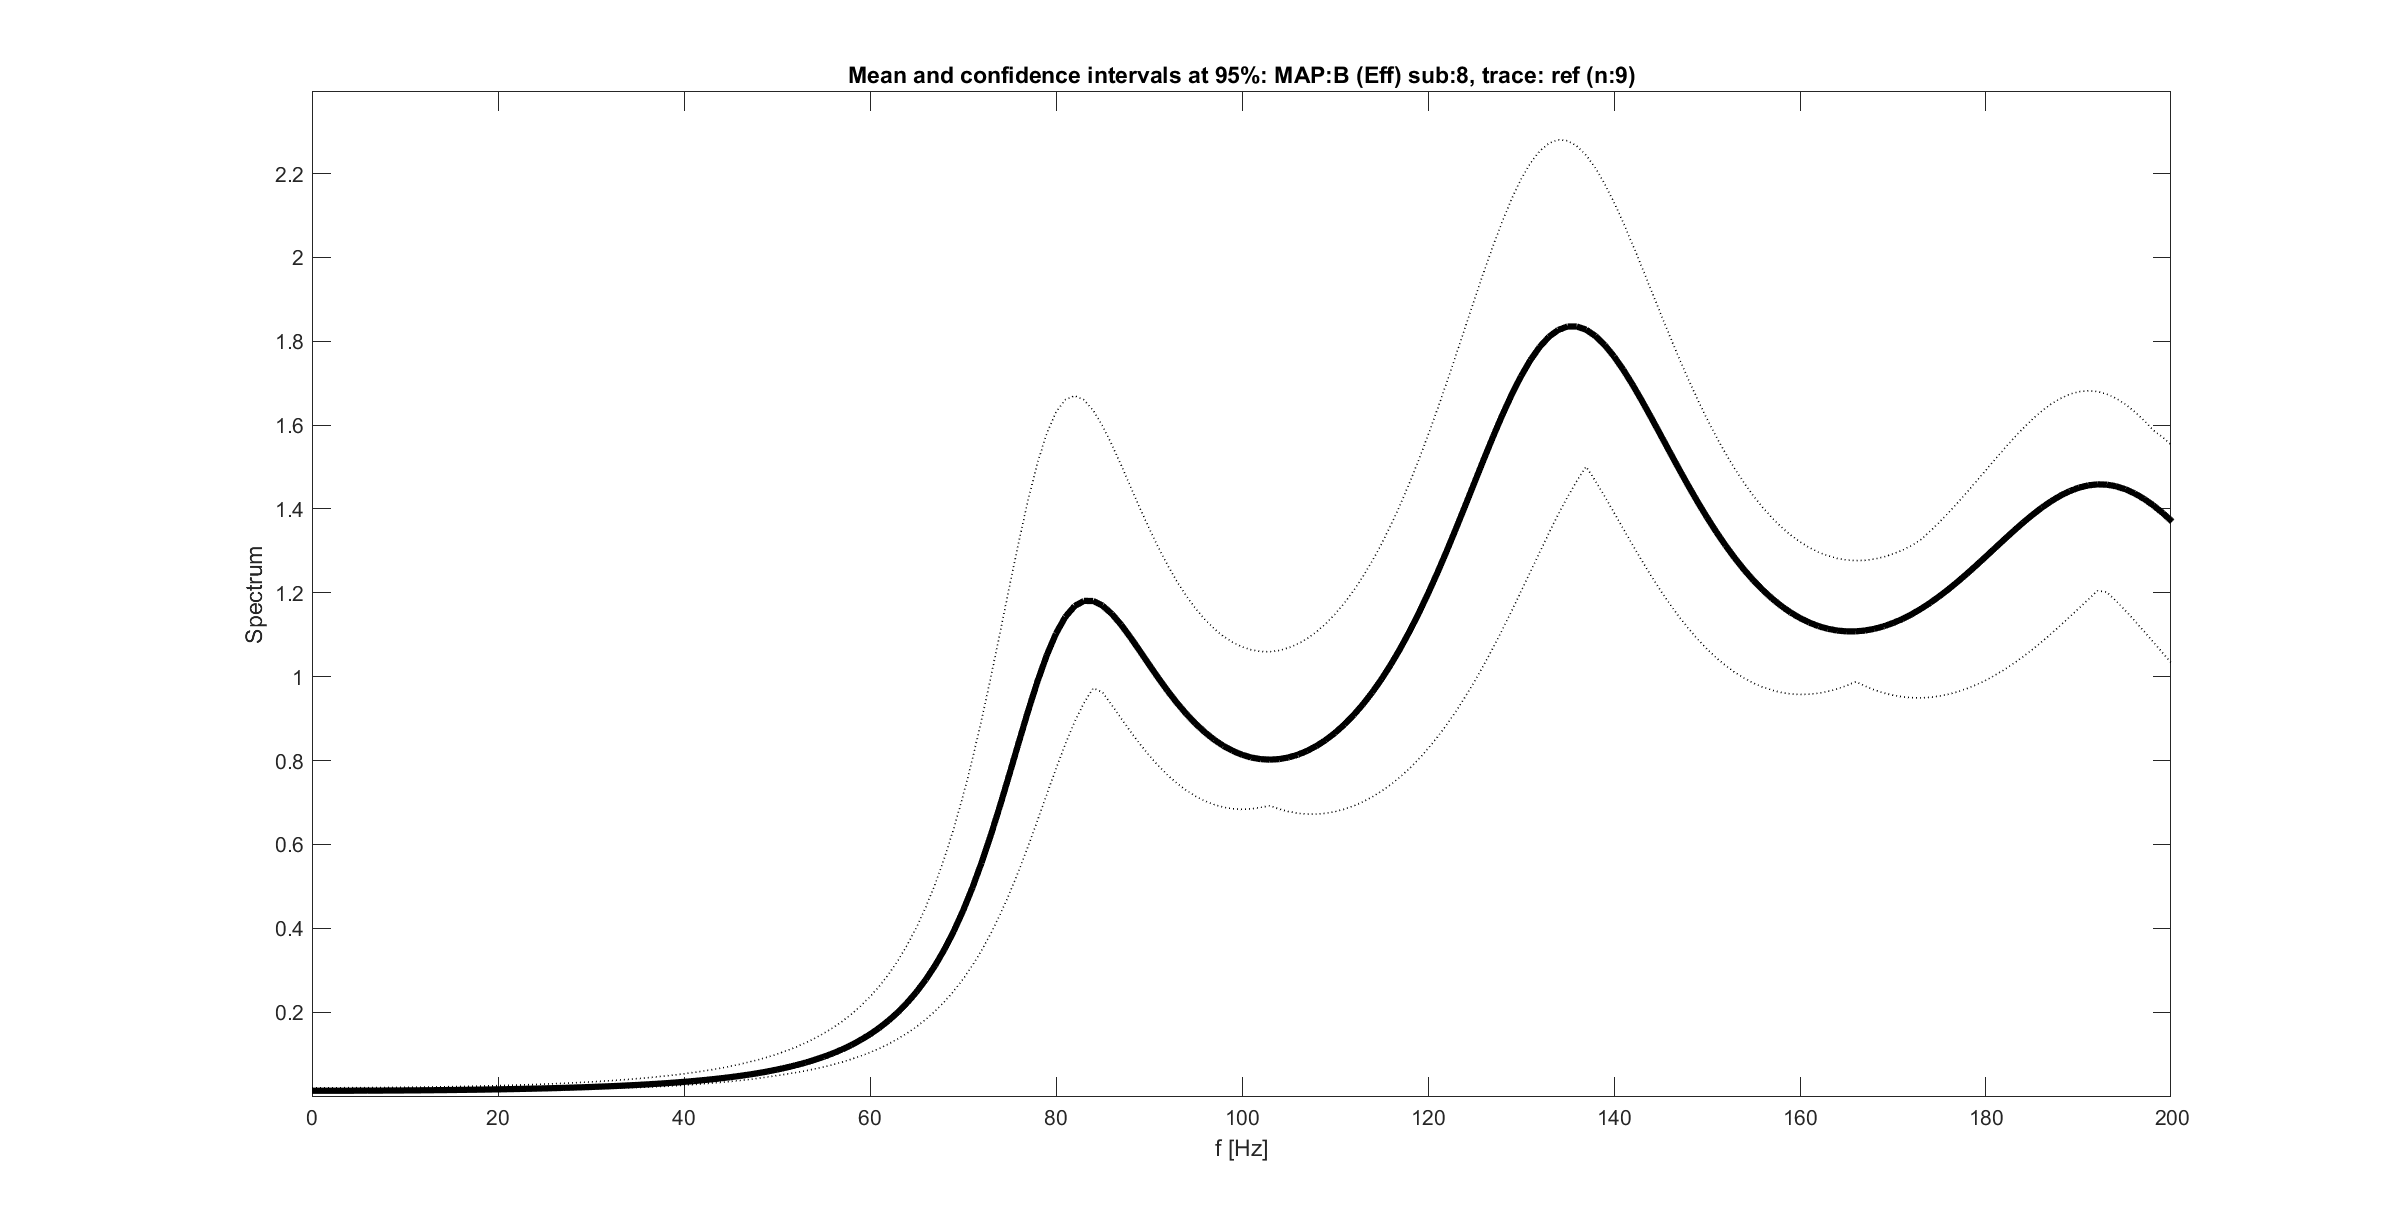 Mean and confidence intervals at 95%: MAP:B (Eff) sub:8, trace: ref (n:9)
2.2
2
1.8
1.6
1.4
1.2
1
0.8
0.6
0.4
0.2
Spectrum
0 20 40 60 80 100 120 140 160 180 200
f [Hz]